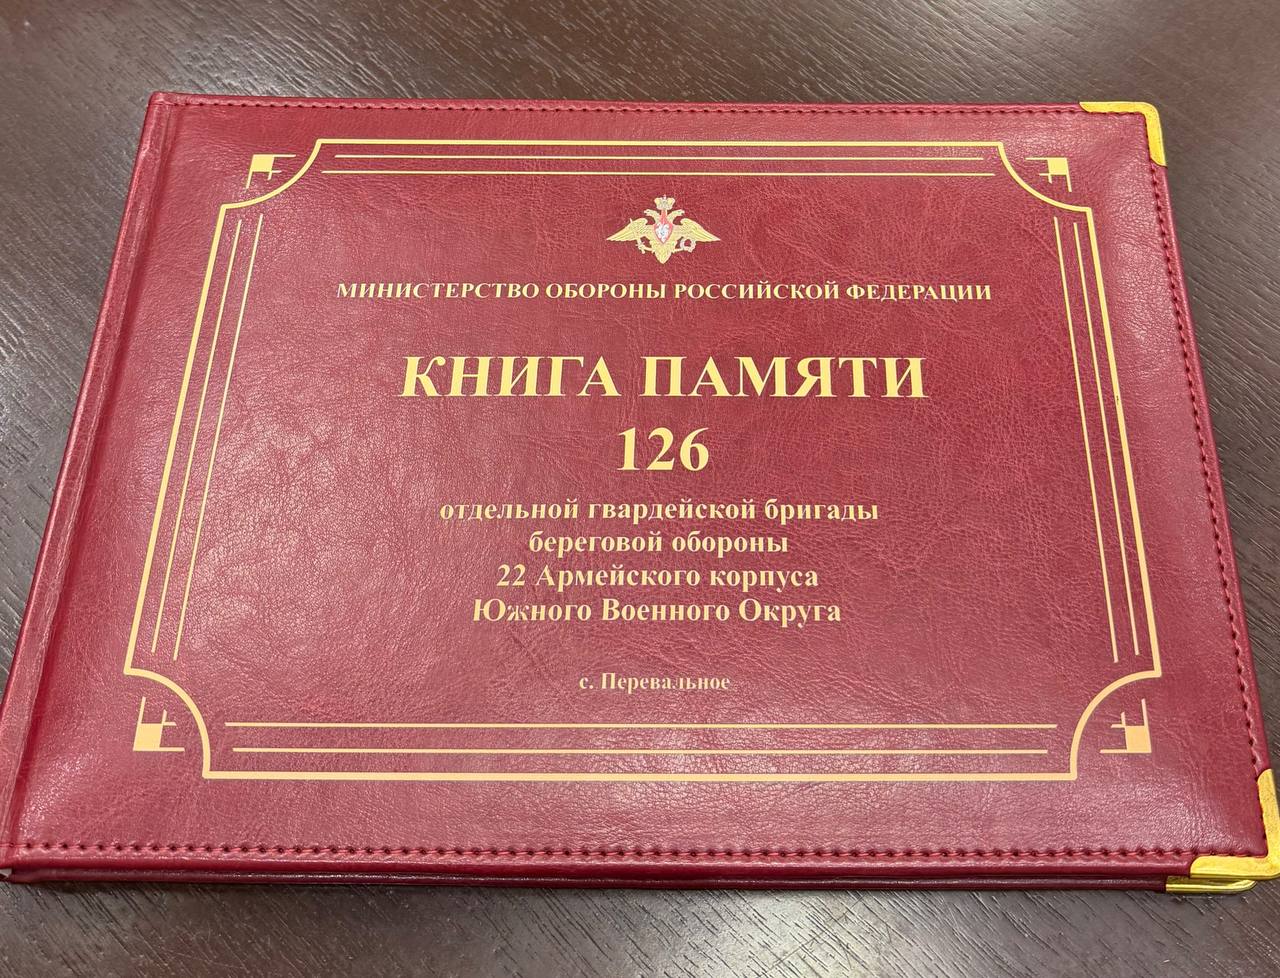 МИНИСТЕРСТВО ОБОРОНЫ РОССИЙСКОЙ ФЕДЕРАЦИИ
КНИГА ПАМЯТИ
126
отдельной гвардейской бригады
береговой обороны
22 Армейского корпуса
Южного Военного Округа
с. Перевальное